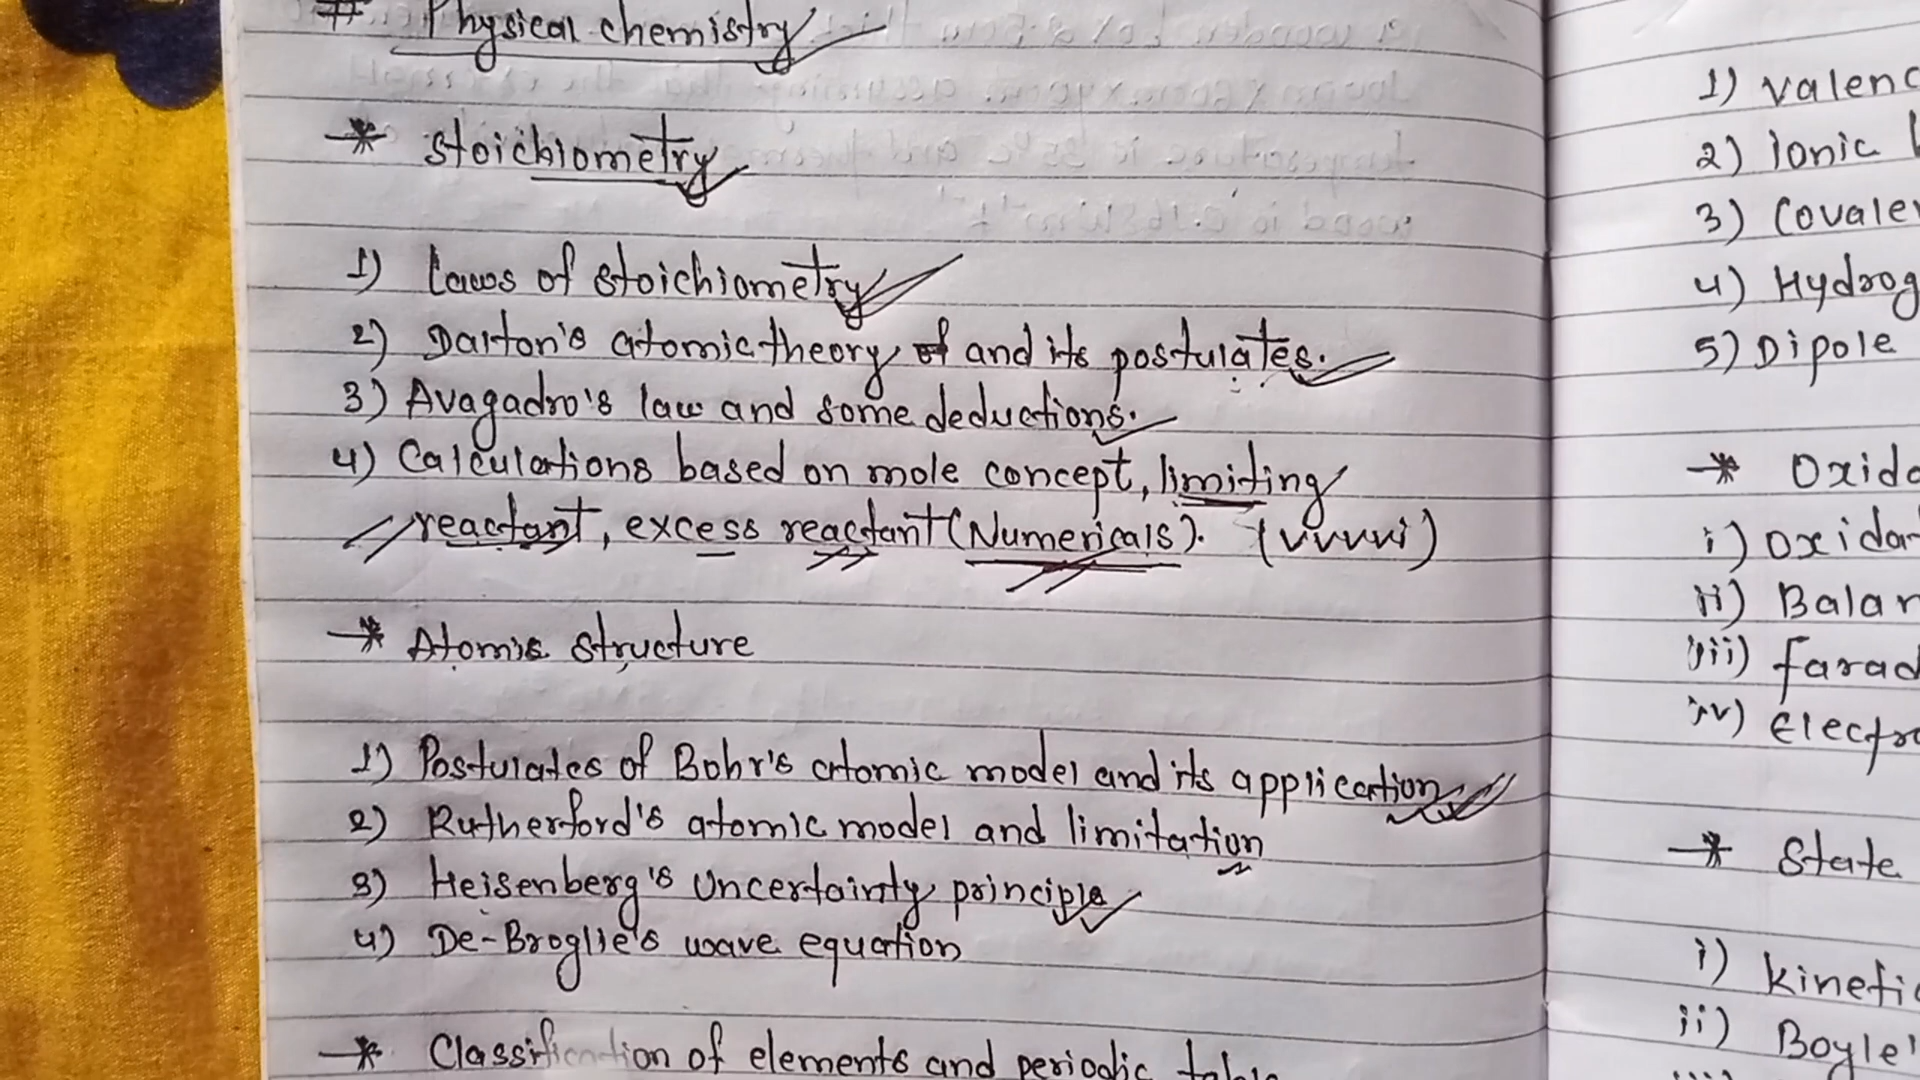 # Physical chemistry
* Stoichiometry
1) Laws of stoichiometry
2) Dalton's atomic theory of and its postulates.
3) Avagadro's law and some deductions.
4) Calculations based on mole concept, limiting
reactant, excess reactant (Numericals). (vvvvi)
* Atomic structure
1) Postulates of Bohr's atomic model and its application
2) Rutherford's atomic model and limitation
3) Heisenberg's Uncertainty principle
4) De-Broglie's wave equation
* Classification of elements and periodic table
1) Valenc
2) Ionic b
3) Covale
4) Hydrog
5) Dipole
* Oxida
i) Oxidat
ii) Balan
iii) farad
iv) Electro
* State
i) kinetic
ii) Boyle'